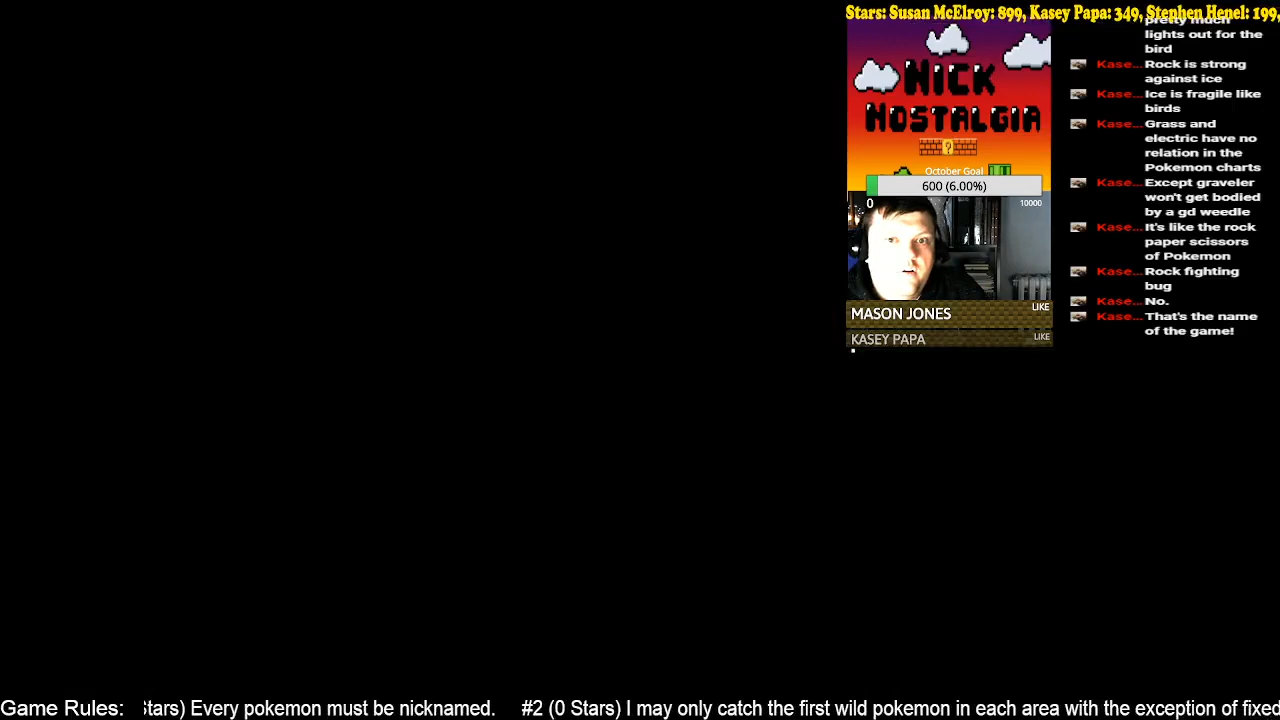 Stars: Susan McElroy: 899, Kasey Papa: 349, Stephen Henel: 199,
NICK
NOSTALGIA
?
October Goal
600 (6.00%)
0
10000
MASON JONES
LIKE
KASEY PAPA
LIKE
pretty much
lights out for the
bird
Kase... Rock is strong
against ice
Kase... Ice is fragile like
birds
Kase... Grass and
electric have no
relation in the
Pokemon charts
Kase... Except graveler
won't get bodied
by a gd weedle
Kase... It's like the rock
paper scissors
of Pokemon
Kase... Rock fighting
bug
Kase... No.
Kase... That's the name
of the game!
Game Rules: Stars) Every pokemon must be nicknamed. #2 (0 Stars) I may only catch the first wild pokemon in each area with the exception of fixed